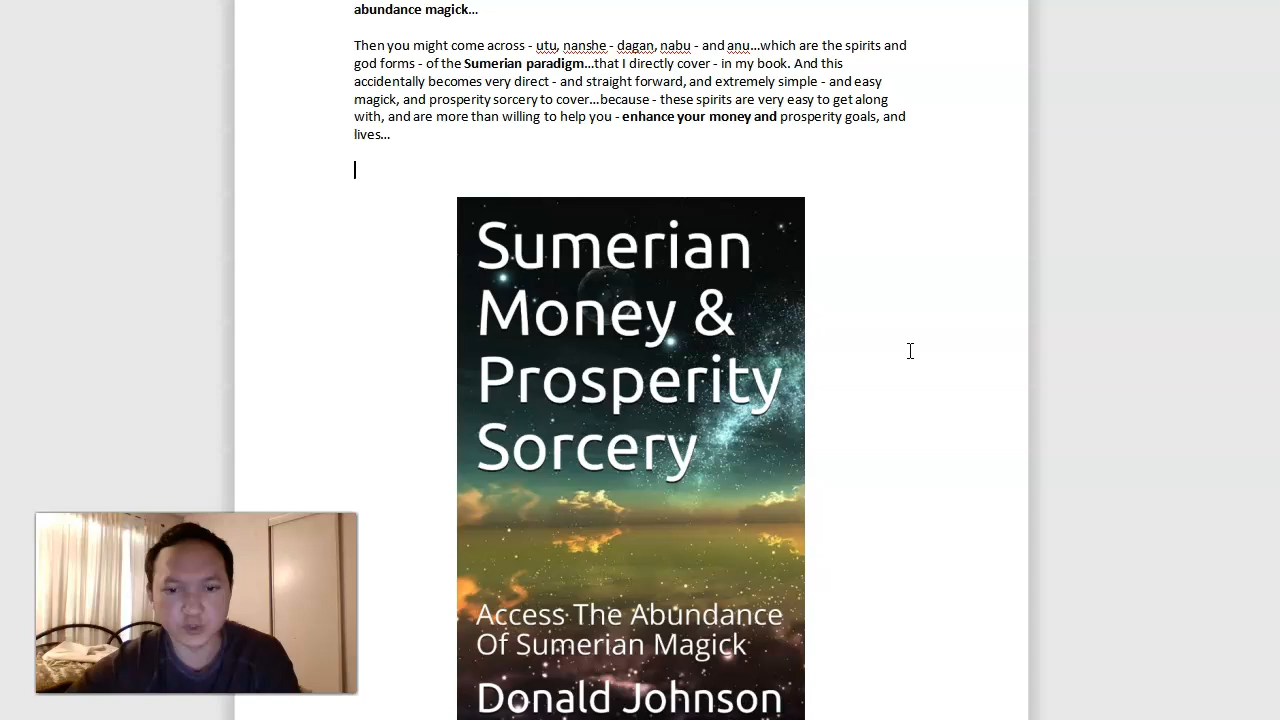 abundance magick...
Then you might come across - utu, nanshe - dagan, nabu - and anu...which are the spirits and
god forms - of the Sumerian paradigm...that I directly cover - in my book. And this
accidentally becomes very direct - and straight forward, and extremely simple - and easy
magick, and prosperity sorcery to cover...because - these spirits are very easy to get along
with, and are more than willing to help you - enhance your money and prosperity goals, and
lives...
Sumerian
Money &
Prosperity
Sorcery
Access The Abundance
Of Sumerian Magick
Donald Johnson